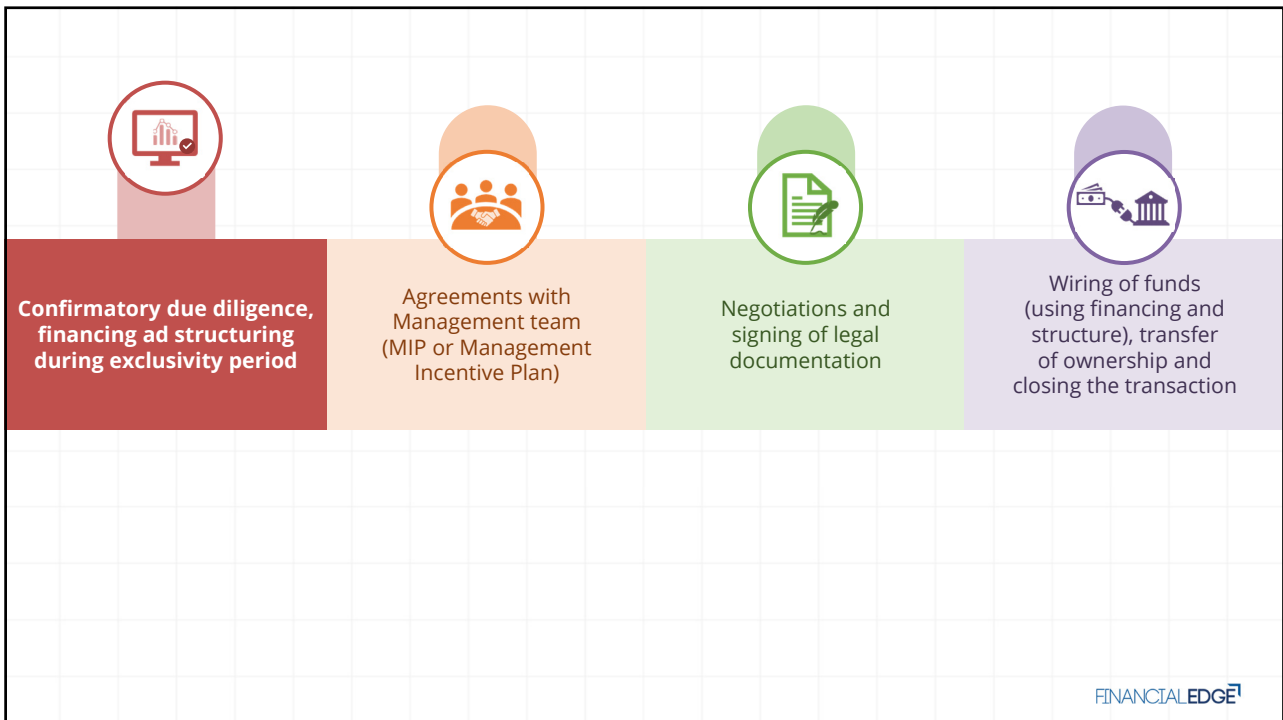 Confirmatory due diligence,
financing ad structuring
during exclusivity period
Agreements with
Management team
(MIP or Management
Incentive Plan)
Negotiations and
signing of legal
documentation
Wiring of funds
(using financing and
structure), transfer
of ownership and
closing the transaction
FINANCIALEDGE